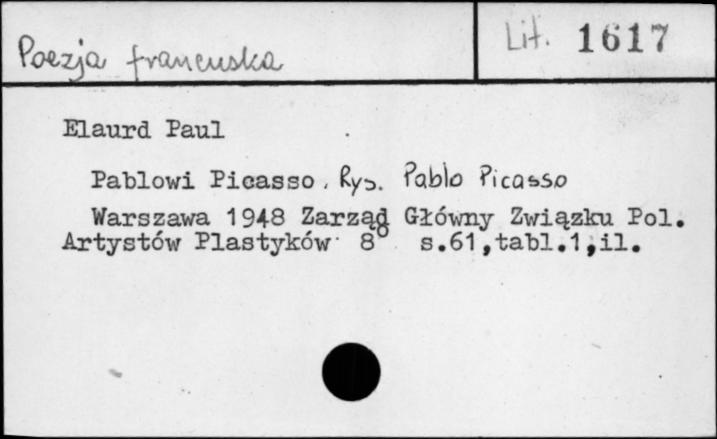 Poezja francuska
Lit. 1617
Elaurd Paul
Pablowi Picasso. Rys. Pablo Picasso
Warszawa 1948 Zarząd Główny Związku Pol.
Artystów Plastyków 8° s.61,tabl.1,il.